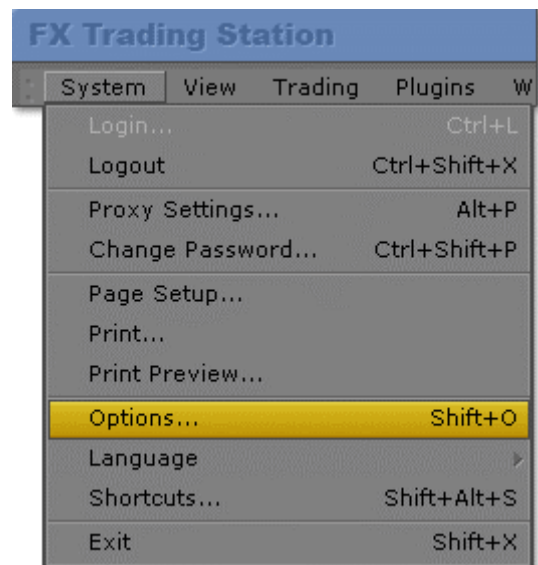 FX Trading Station
System View Trading Plugins W
Login... Ctrl+L
Logout Ctrl+Shift+X
Proxy Settings... Alt+P
Change Password... Ctrl+Shift+P
Page Setup...
Print...
Print Preview...
Options... Shift+O
Language
Shortcuts... Shift+Alt+S
Exit Shift+X